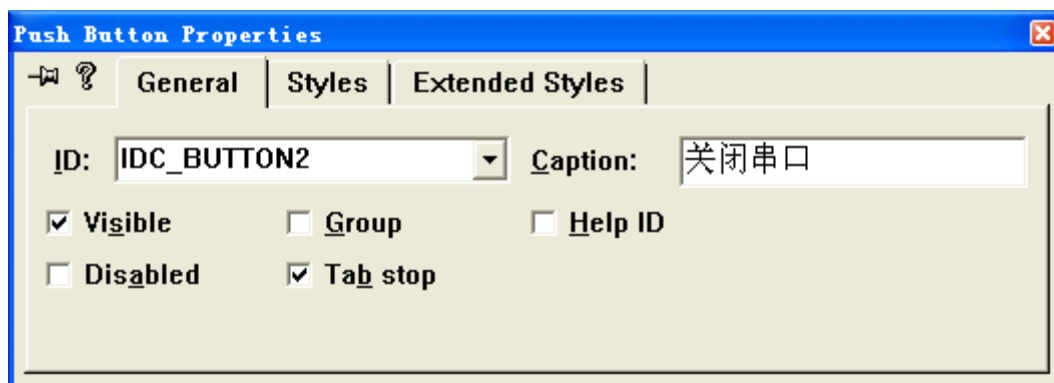 Push Button Properties
General Styles Extended Styles
ID: IDC_BUTTON2 Caption: 关闭串口
Visible Group Help ID
Disabled Tab stop